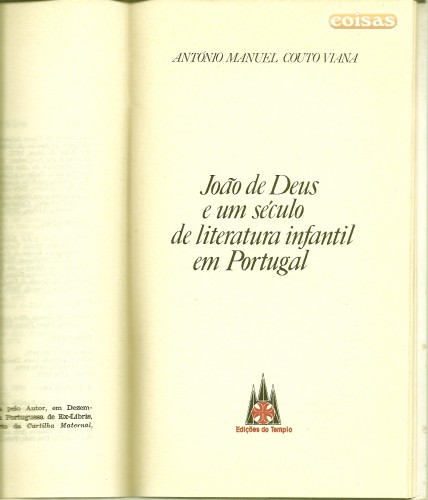 coisas
ANTÓNIO MANUEL COUTO VIANA
João de Deus
e um século
de literatura infantil
em Portugal
Edições do Templo
pelo Autor, em Dezem-
Portuguesa de Ex-Libris,
da Cartilha Maternal,